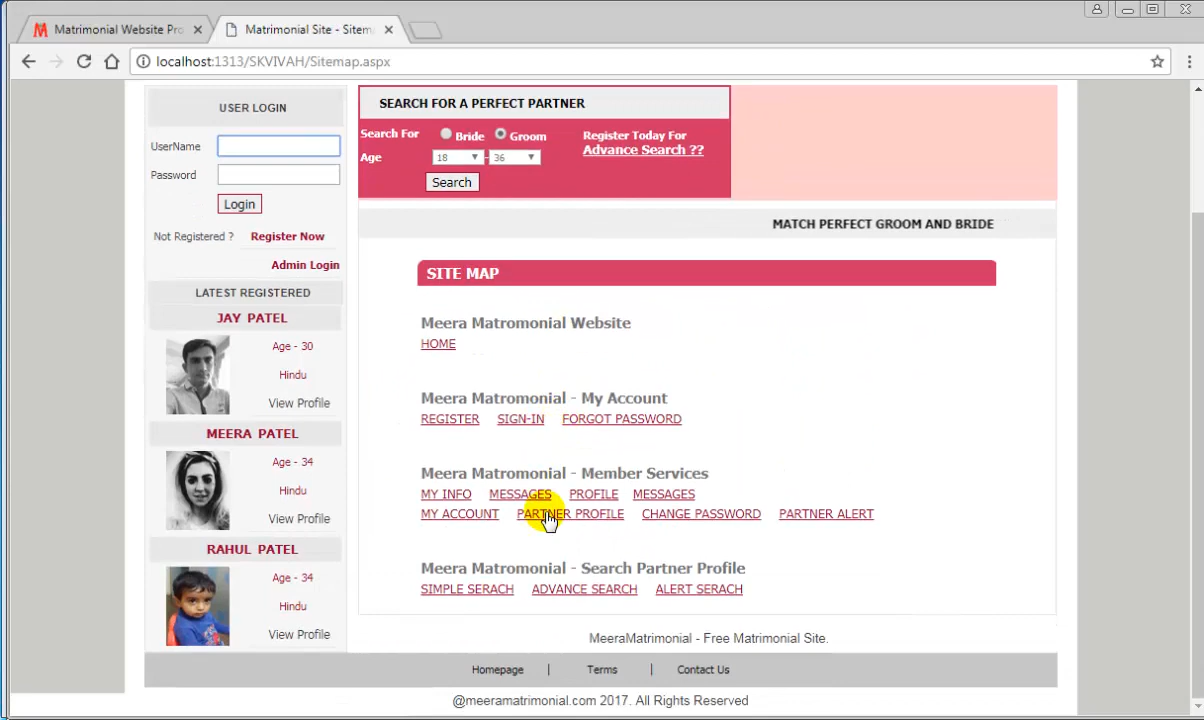 Matrimonial Website Pro
Matrimonial Site - Sitem
localhost:1313/SKVIVAH/Sitemap.aspx
USER LOGIN
UserName
Password
Login
Not Registered ? Register Now
Admin Login
LATEST REGISTERED
JAY PATEL
Age - 30
Hindu
View Profile
MEERA PATEL
Age - 34
Hindu
View Profile
RAHUL PATEL
Age - 34
Hindu
View Profile
SEARCH FOR A PERFECT PARTNER
Search For Bride Groom
Age 18 - 36
Search
Register Today For
Advance Search ??
MATCH PERFECT GROOM AND BRIDE
SITE MAP
Meera Matromonial Website
HOME
Meera Matromonial - My Account
REGISTER SIGN-IN FORGOT PASSWORD
Meera Matromonial - Member Services
MY INFO MESSAGES PROFILE MESSAGES
MY ACCOUNT PARTNER PROFILE CHANGE PASSWORD PARTNER ALERT
Meera Matromonial - Search Partner Profile
SIMPLE SERACH ADVANCE SEARCH ALERT SERACH
MeeraMatrimonial - Free Matrimonial Site.
Homepage | Terms | Contact Us
@meeramatrimonial.com 2017. All Rights Reserved